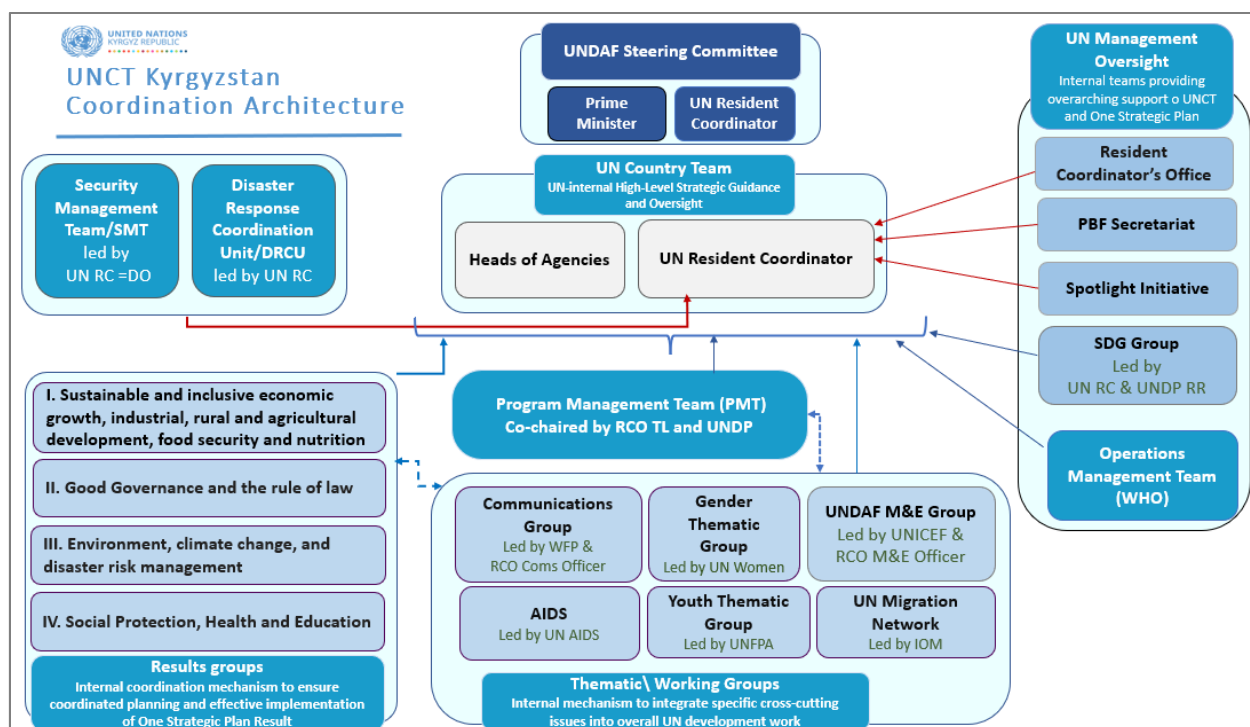 UNITED NATIONS
KYRGYZ REPUBLIC
UNCT Kyrgyzstan
Coordination Architecture
UNDAF Steering Committee
Prime
Minister
UN Resident
Coordinator
UN Management
Oversight
Internal teams providing
overarching support o UNCT
and One Strategic Plan
Resident
Coordinator's Office
PBF Secretariat
Spotlight Initiative
SDG Group
Led by
UN RC & UNDP RR
Operations
Management Team
(WHO)
Security
Management
Team/SMT
led by
UN RC =DO
Disaster
Response
Coordination
Unit/DRCU
led by UN RC
UN Country Team
UN-internal High-Level Strategic Guidance
and Oversight
Heads of Agencies
UN Resident Coordinator
I. Sustainable and inclusive economic
growth, industrial, rural and agricultural
development, food security and nutrition
II. Good Governance and the rule of law
III. Environment, climate change, and
disaster risk management
IV. Social Protection, Health and Education
Results groups
Internal coordination mechanism to ensure
coordinated planning and effective implementation
of One Strategic Plan Result
Program Management Team (PMT)
Co-chaired by RCO TL and UNDP
Communications
Group
Led by WFP &
RCO Coms Officer
Gender
Thematic
Group
Led by UN Women
UNDAF M&E Group
Led by UNICEF &
RCO M&E Officer
AIDS
Led by UN AIDS
Youth Thematic
Group
Led by UNFPA
UN Migration
Network
Led by IOM
Thematic\ Working Groups
Internal mechanism to integrate specific cross-cutting
issues into overall UN development work